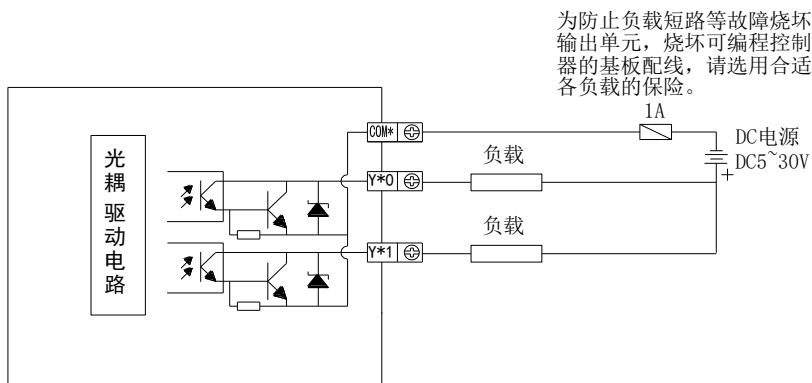 为防止负载短路等故障烧坏
输出单元，烧坏可编程控制
器的基板配线，请选用合适
各负载的保险。
1A
COM*
DC电源
DC5~30V
+
负载
Y*0
负载
Y*1
光耦驱动电路